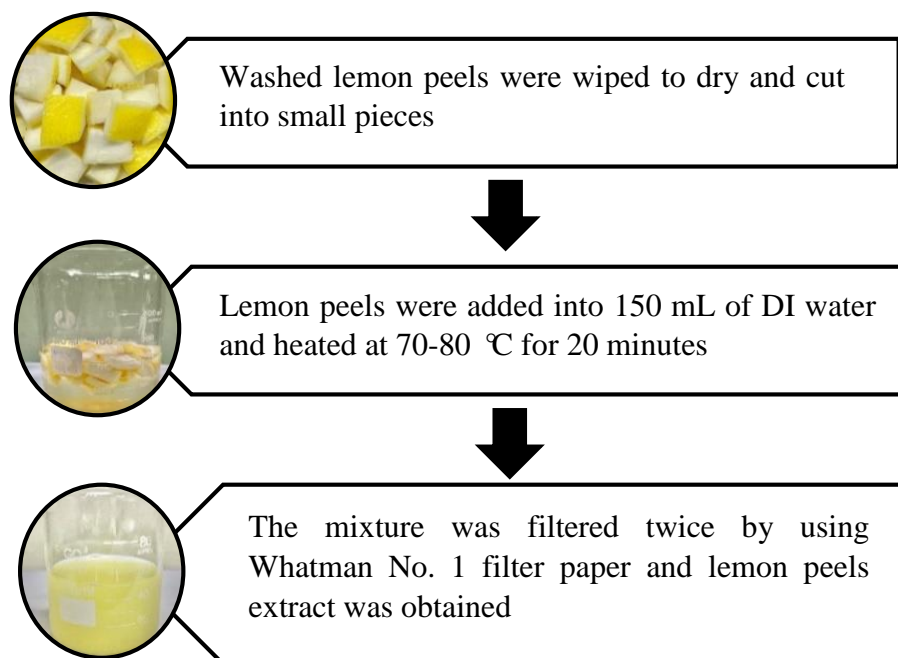 Washed lemon peels were wiped to dry and cut
into small pieces
Lemon peels were added into 150 mL of DI water
and heated at 70-80 ℃ for 20 minutes
The mixture was filtered twice by using
Whatman No. 1 filter paper and lemon peels
extract was obtained